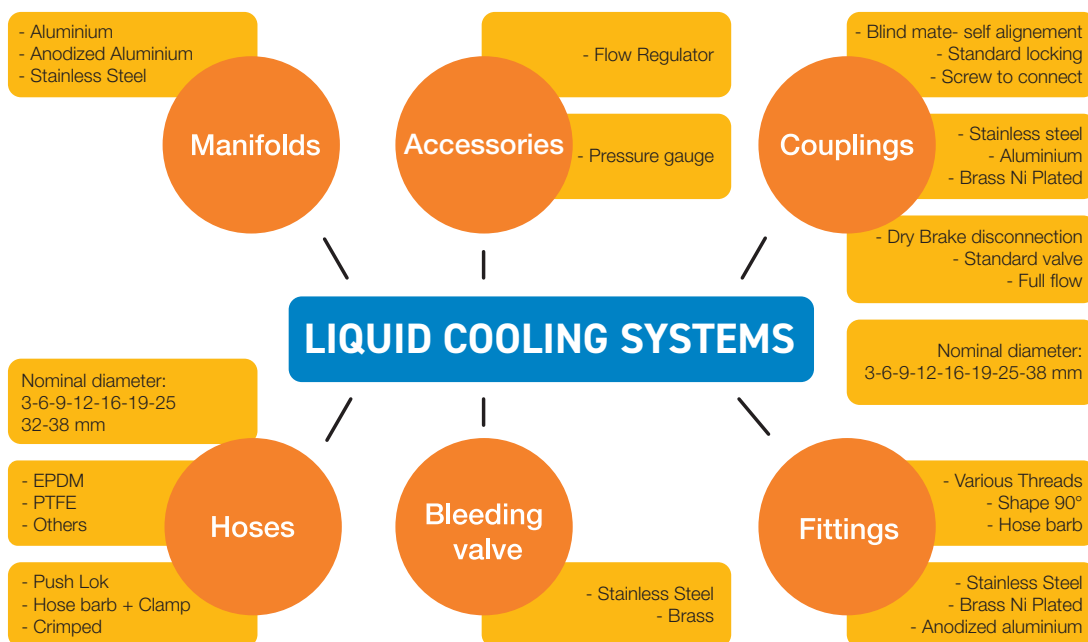 - Aluminium
- Anodized Aluminium
- Stainless Steel
Manifolds
- Flow Regulator
Accessories
- Pressure gauge
- Blind mate- self alignement
- Standard locking
- Screw to connect
Couplings
- Stainless steel
- Aluminium
- Brass Ni Plated
- Dry Brake disconnection
- Standard valve
- Full flow
Nominal diameter:
3-6-9-12-16-19-25-38 mm
LIQUID COOLING SYSTEMS
Nominal diameter:
3-6-9-12-16-19-25
32-38 mm
- EPDM
- PTFE
- Others
Hoses
- Push Lok
- Hose barb + Clamp
- Crimped
Bleeding
valve
- Stainless Steel
- Brass
- Various Threads
- Shape 90°
- Hose barb
Fittings
- Stainless Steel
- Brass Ni Plated
- Anodized aluminium